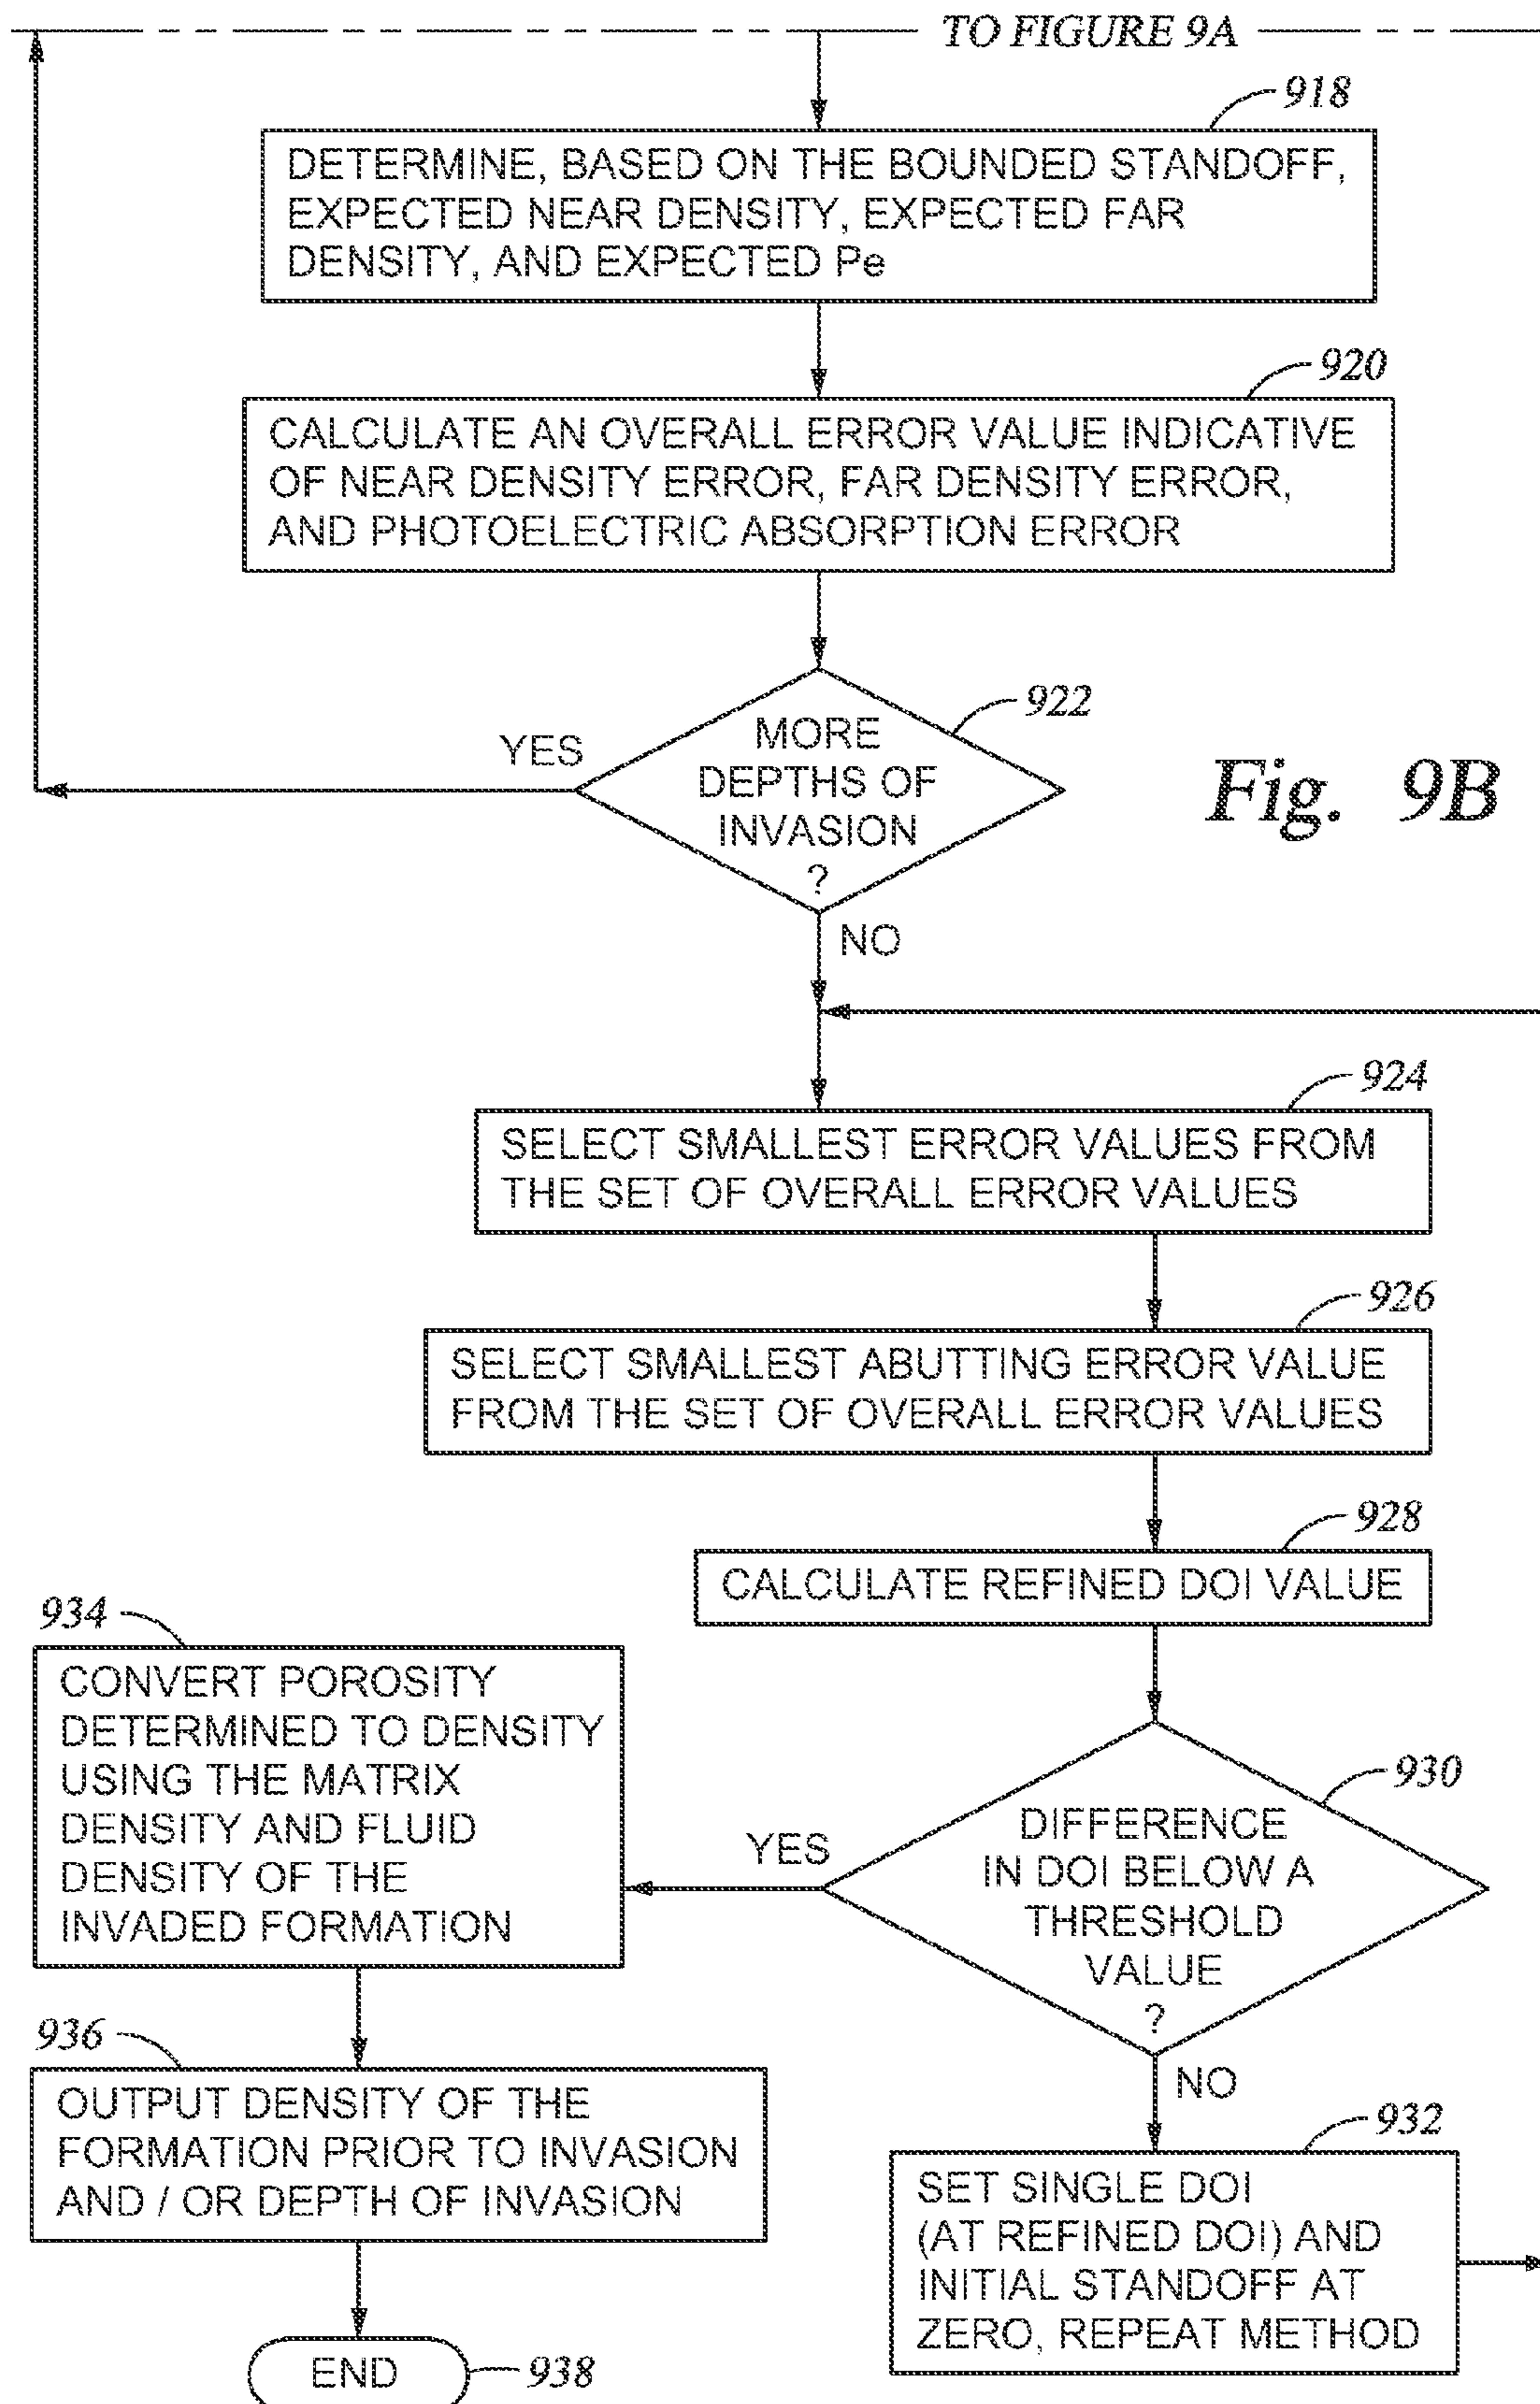 TO FIGURE 9A
918
DETERMINE, BASED ON THE BOUNDED STANDOFF,
EXPECTED NEAR DENSITY, EXPECTED FAR
DENSITY, AND EXPECTED Pe
920
CALCULATE AN OVERALL ERROR VALUE INDICATIVE
OF NEAR DENSITY ERROR, FAR DENSITY ERROR,
AND PHOTOELECTRIC ABSORPTION ERROR
922
MORE
DEPTHS OF
INVASION
?
YES
NO
Fig. 9B
924
SELECT SMALLEST ERROR VALUES FROM
THE SET OF OVERALL ERROR VALUES
926
SELECT SMALLEST ABUTTING ERROR VALUE
FROM THE SET OF OVERALL ERROR VALUES
928
CALCULATE REFINED DOI VALUE
930
DIFFERENCE
IN DOI BELOW A
THRESHOLD
VALUE
?
YES
NO
934
CONVERT POROSITY
DETERMINED TO DENSITY
USING THE MATRIX
DENSITY AND FLUID
DENSITY OF THE
INVADED FORMATION
936
OUTPUT DENSITY OF THE
FORMATION PRIOR TO INVASION
AND / OR DEPTH OF INVASION
932
SET SINGLE DOI
(AT REFINED DOI) AND
INITIAL STANDOFF AT
ZERO, REPEAT METHOD
END
938